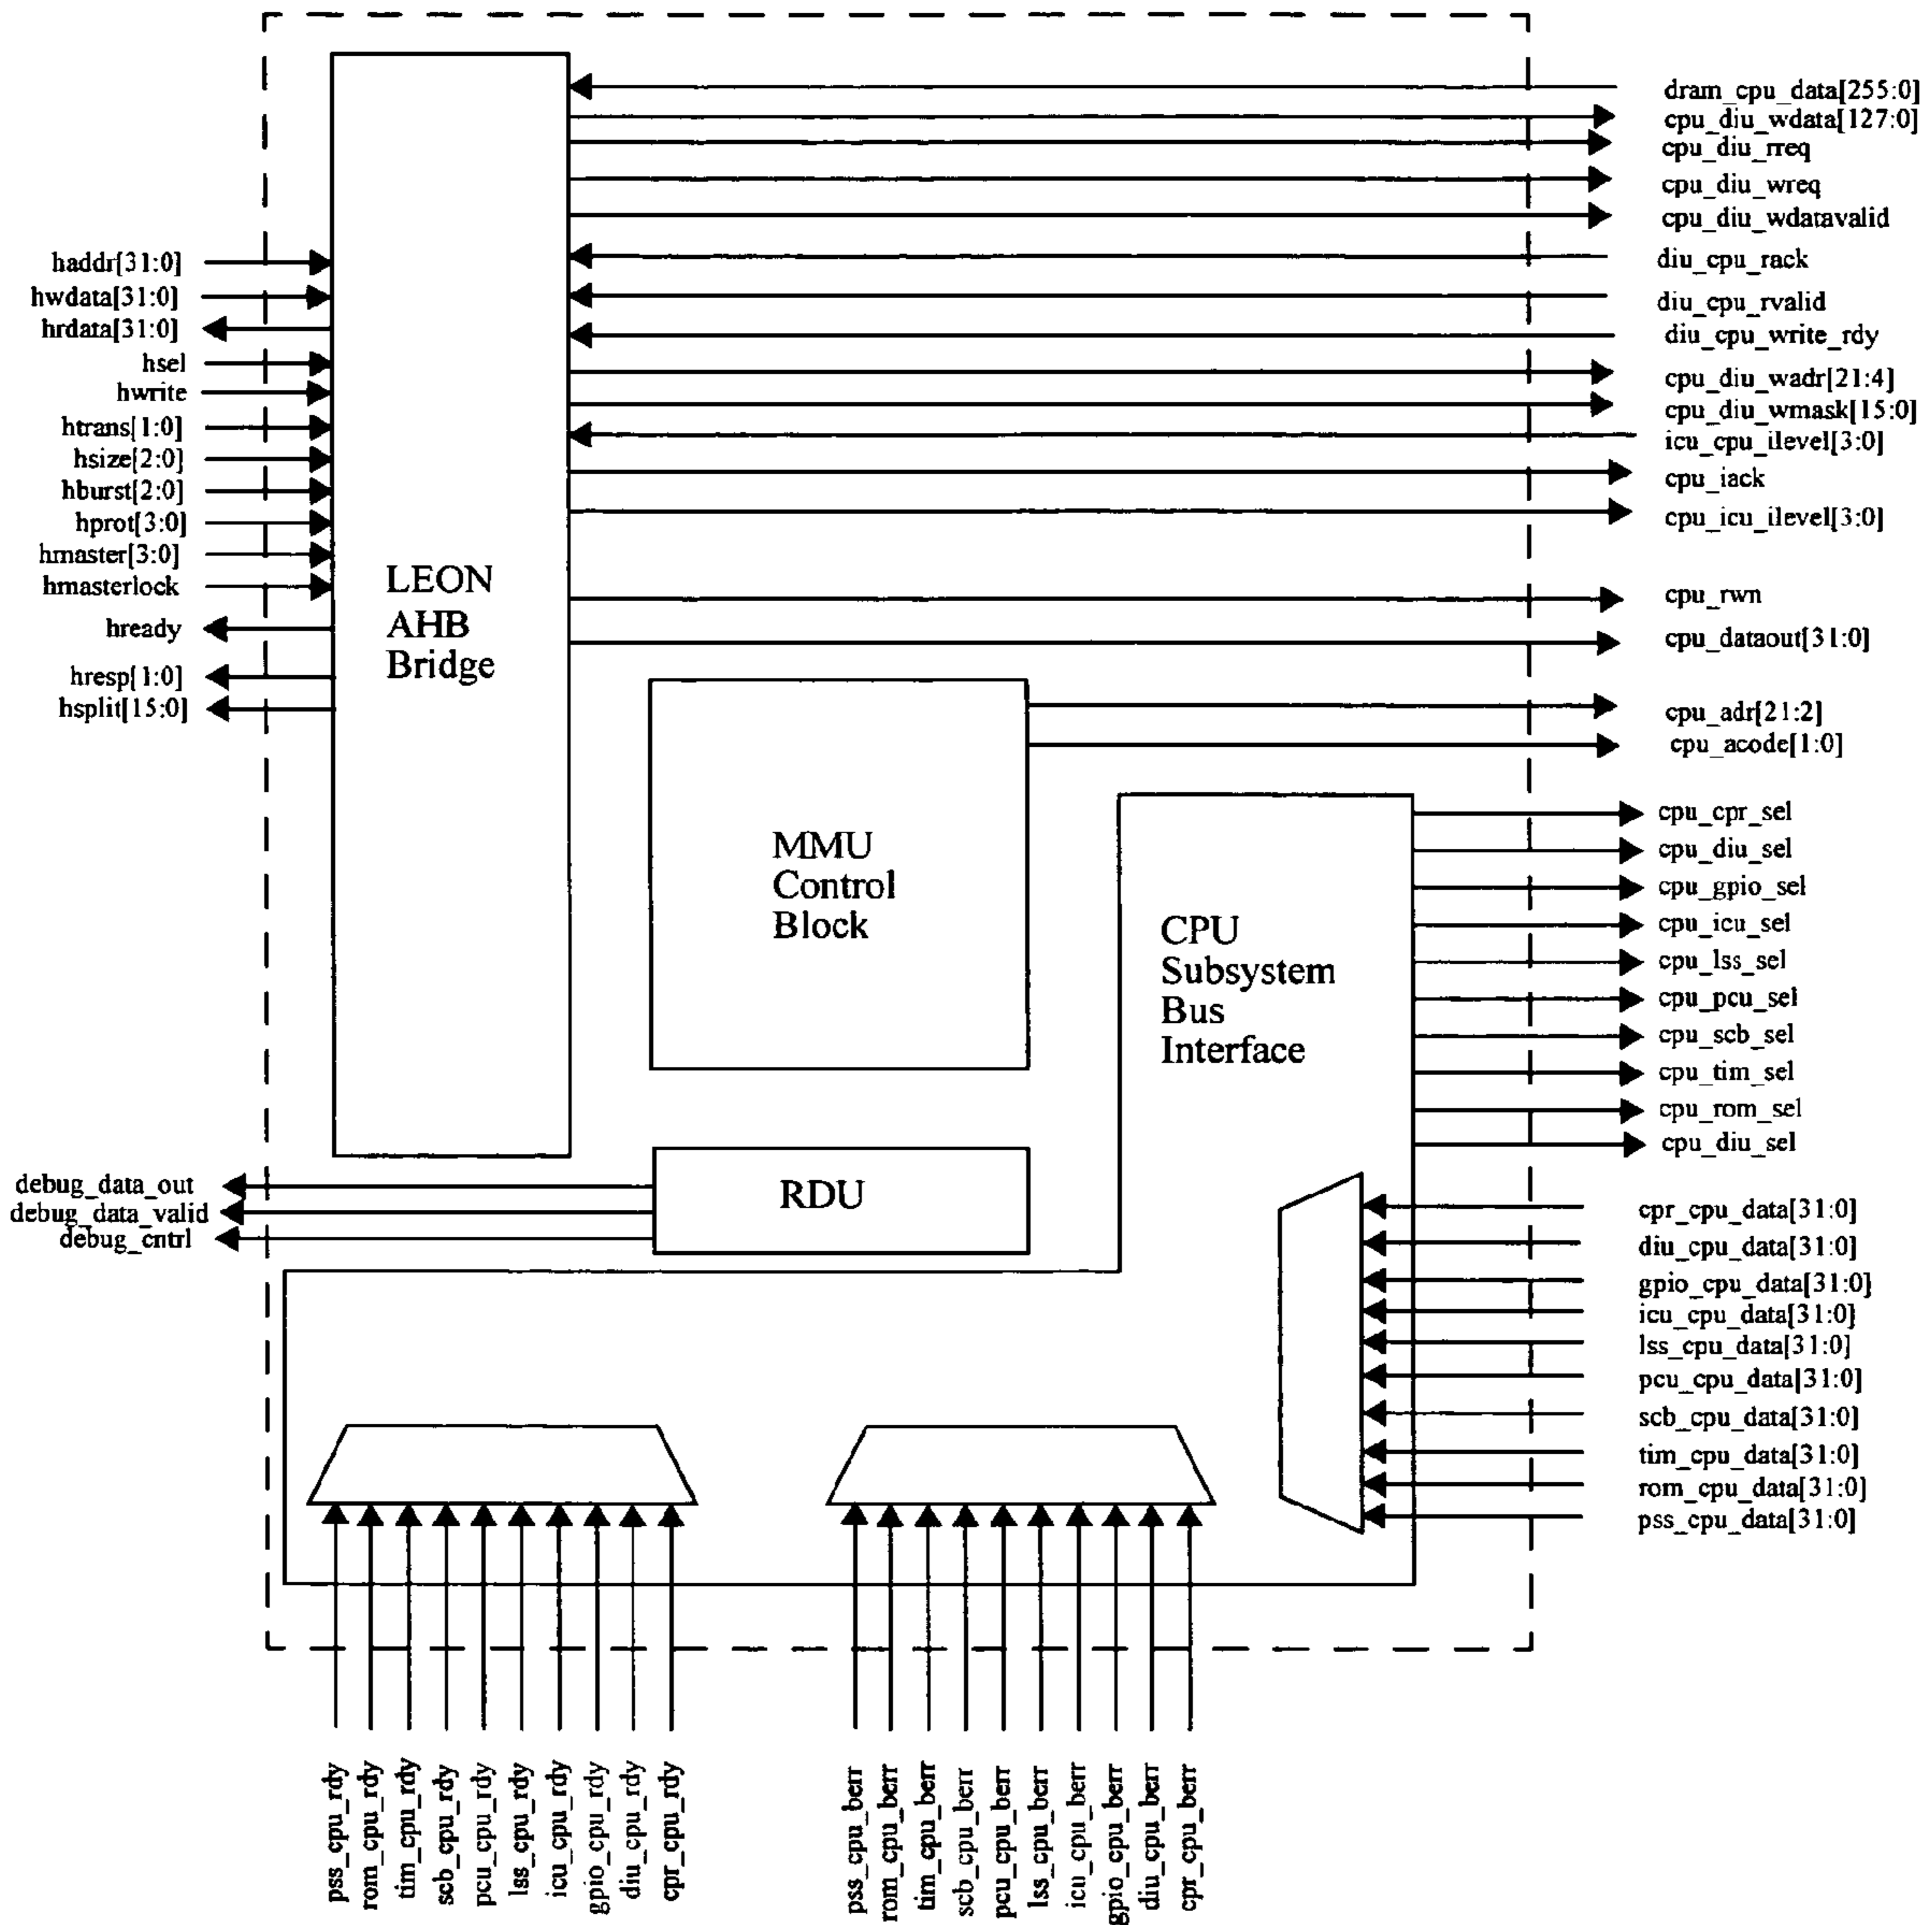 dram_cpu_data[255:0]
cpu_diu_wdata[127:0]
cpu_diu_rreq
cpu_diu_wreq
cpu_diu_wdatavalid
diu_cpu_rack
diu_cpu_rvalid
diu_cpu_write_rdy
cpu_diu_wadr[21:4]
cpu_diu_wmask[15:0]
icu_cpu_ilevel[3:0]
cpu_iack
cpu_icu_ilevel[3:0]
cpu_rwn
cpu_dataout[31:0]
cpu_adr[21:2]
cpu_acode[1:0]
haddr[31:0]
hwdata[31:0]
hrdata[31:0]
hsel
hwrite
htrans[1:0]
hsize[2:0]
hburst[2:0]
hprot[3:0]
hmaster[3:0]
hmasterlock
hready
hresp[1:0]
hsplit[15:0]
LEON
AHB
Bridge
MMU
Control
Block
CPU
Subsystem
Bus
Interface
cpu_cpr_sel
cpu_diu_sel
cpu_gpio_sel
cpu_icu_sel
cpu_lss_sel
cpu_pcu_sel
cpu_scb_sel
cpu_tim_sel
cpu_rom_sel
cpu_diu_sel
debug_data_out
debug_data_valid
debug_cntrl
RDU
cpr_cpu_data[31:0]
diu_cpu_data[31:0]
gpio_cpu_data[31:0]
icu_cpu_data[31:0]
lss_cpu_data[31:0]
pcu_cpu_data[31:0]
scb_cpu_data[31:0]
tim_cpu_data[31:0]
rom_cpu_data[31:0]
pss_cpu_data[31:0]
pss_cpu_rdy
rom_cpu_rdy
tim_cpu_rdy
scb_cpu_rdy
pcu_cpu_rdy
lss_cpu_rdy
icu_cpu_rdy
gpio_cpu_rdy
diu_cpu_rdy
cpr_cpu_rdy
pss_cpu_berr
rom_cpu_berr
tim_cpu_berr
scb_cpu_berr
pcu_cpu_berr
lss_cpu_berr
icu_cpu_berr
gpio_cpu_berr
diu_cpu_berr
cpr_cpu_berr